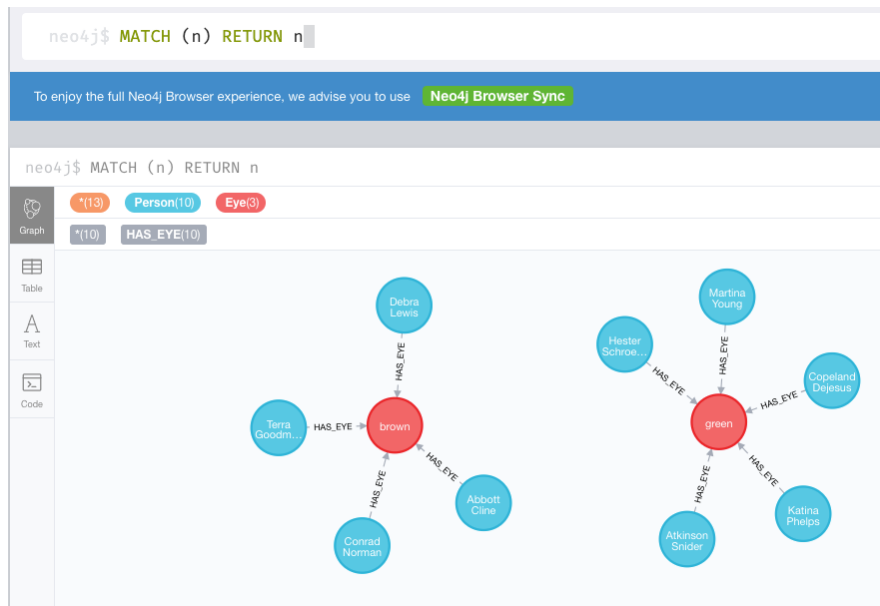 neo4j$ MATCH (n) RETURN n
To enjoy the full Neo4j Browser experience, we advise you to use Neo4j Browser Sync
neo4j$ MATCH (n) RETURN n
*(13) Person(10) Eye(3)
*(10) HAS_EYE(10)
Graph
Table
Text
Code
Debra
Lewis
HAS_EYE
Terra
Goodm...
HAS_EYE
brown
HAS_EYE
Abbott
Cline
HAS_EYE
Conrad
Norman
Martina
Young
HAS_EYE
Hester
Schroe...
HAS_EYE
Copeland
Dejesus
HAS_EYE
green
HAS_EYE
Katina
Phelps
HAS_EYE
Atkinson
Snider